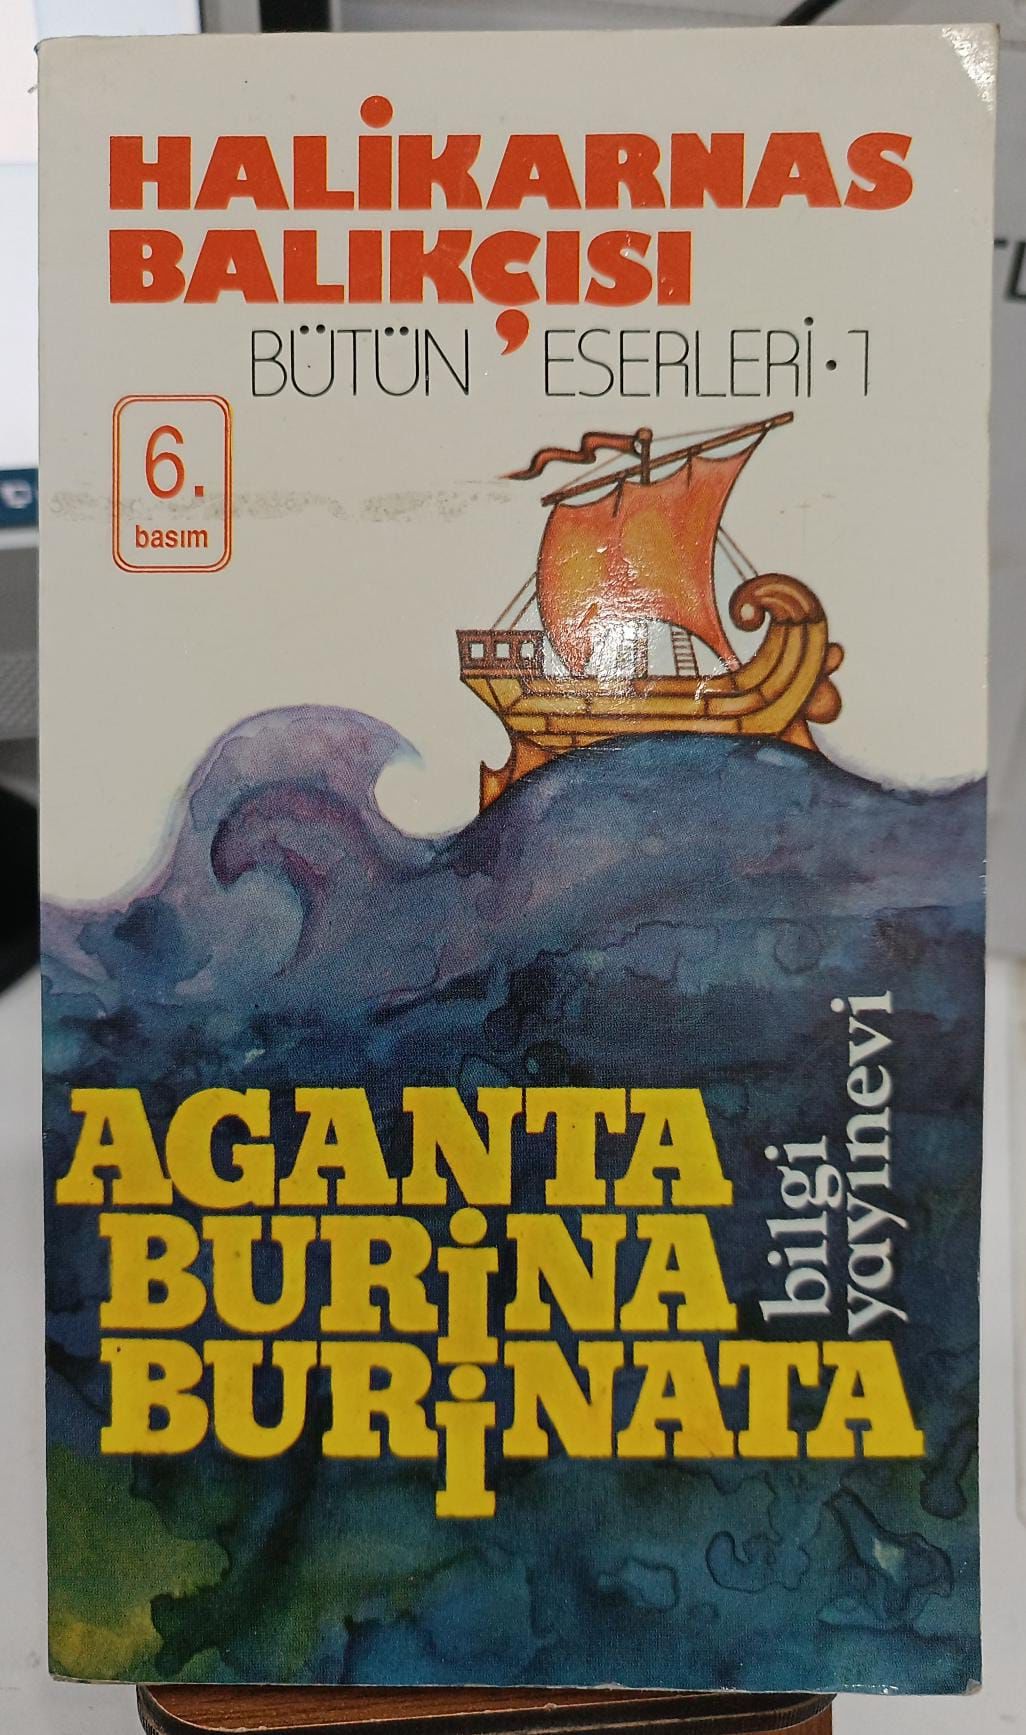 HALİKARNAS
BALIKÇISI
BÜTÜN ESERLERİ·1
6.
basım
AGANTA
BURİNA
BURİNATA
bilgi
yayınevi